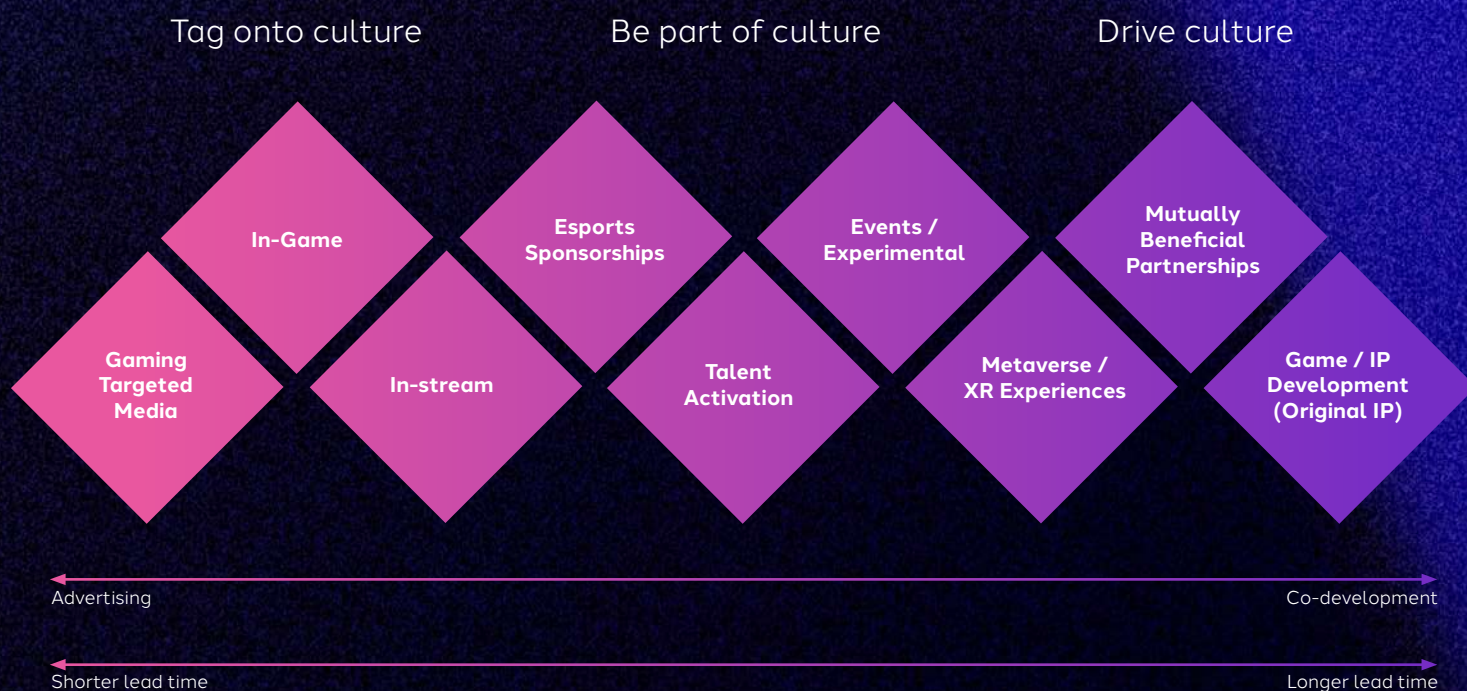 Tag onto culture
Be part of culture
Drive culture
Gaming
Targeted
Media
In-Game
In-stream
Esports
Sponsorships
Talent
Activation
Events /
Experimental
Metaverse /
XR Experiences
Mutually
Beneficial
Partnerships
Game / IP
Development
(Original IP)
Advertising
Co-development
Shorter lead time
Longer lead time